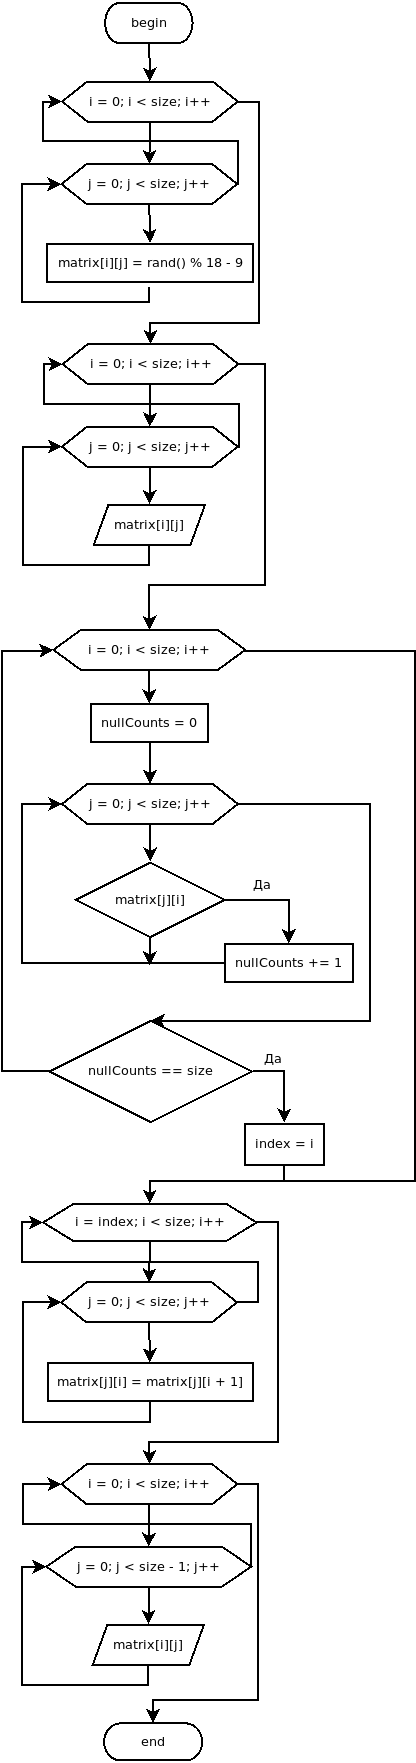 begin
i = 0; i < size; i++
j = 0; j < size; j++
matrix[i][j] = rand() % 18 - 9
i = 0; i < size; i++
j = 0; j < size; j++
matrix[i][j]
i = 0; i < size; i++
nullCounts = 0
j = 0; j < size; j++
Да
matrix[j][i]
nullCounts += 1
Да
nullCounts == size
index = i
i = index; i < size; i++
j = 0; j < size; j++
matrix[j][i] = matrix[j][i + 1]
i = 0; i < size; i++
j = 0; j < size - 1; j++
matrix[i][j]
end